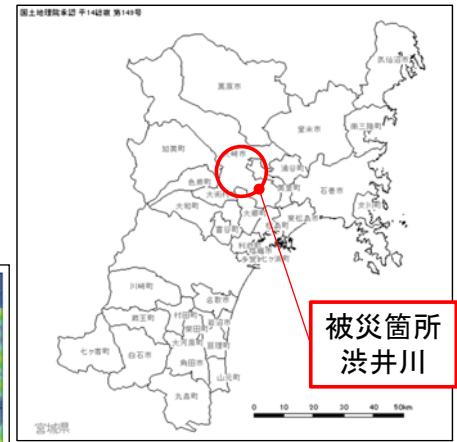 国土地理院承認 平14総複 第149号
気仙沼市
栗原市
南三陸町
登米市
加美町
大崎市
涌谷町
色麻町
美里町
石巻市
女川町
大和町
大郷町
東松島市
富谷町
松島町
利府町
塩竈市
七ヶ浜町
川崎町
名取市
蔵王町
村田町
岩沼市
柴田町
七ヶ宿町
大河原町
亘理町
白石市
角田市
山元町
丸森町
被災箇所
渋井川
0 10 20 30 40 50km
宮城県